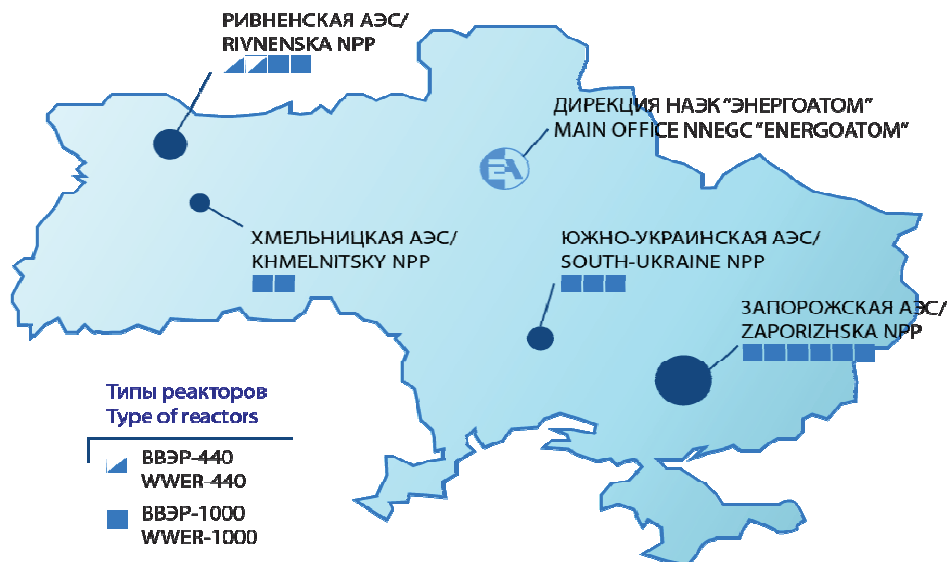 РИВНЕНСКАЯ АЭС/
RIVNENSKA NPP
ДИРЕКЦИЯ НАЭК "ЭНЕРГОАТОМ"
MAIN OFFICE NNEGC "ENERGOATOM"
EA
ХМЕЛЬНИЦКАЯ АЭС/
KHMELNITSKY NPP
ЮЖНО-УКРАИНСКАЯ АЭС/
SOUTH-UKRAINE NPP
ЗАПОРОЖСКАЯ АЭС/
ZAPORIZHSKA NPP
Типы реакторов
Type of reactors
ВВЭР-440
WWER-440
ВВЭР-1000
WWER-1000